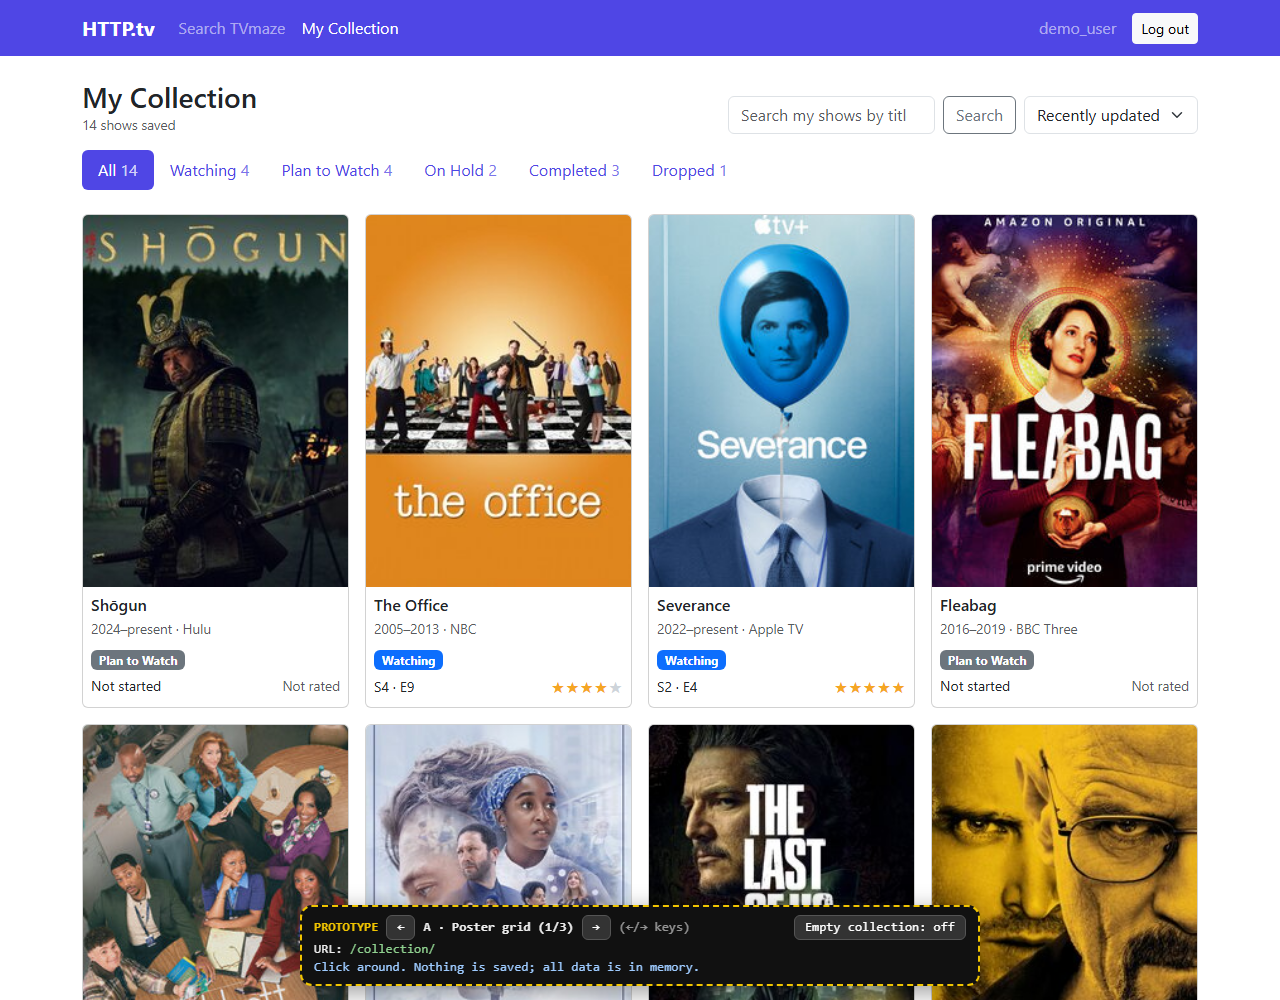 HTTP.tv Search TVmaze My Collection demo_user Log out
My Collection
14 shows saved
Search my shows by titl Search Recently updated
All 14 Watching 4 Plan to Watch 4 On Hold 2 Completed 3 Dropped 1
SHŌGUN
the office
tv+
Severance
AMAZON ORIGINAL
FLEABAG
prime video
Shōgun
2024–present · Hulu
Plan to Watch
Not started Not rated
The Office
2005–2013 · NBC
Watching
S4 · E9 ★★★★★
Severance
2022–present · Apple TV
Watching
S2 · E4 ★★★★★
Fleabag
2016–2019 · BBC Three
Plan to Watch
Not started Not rated
THE
LAST
OF US
PROTOTYPE ← A · Poster grid (1/3) → (←/→ keys) Empty collection: off
URL: /collection/
Click around. Nothing is saved; all data is in memory.